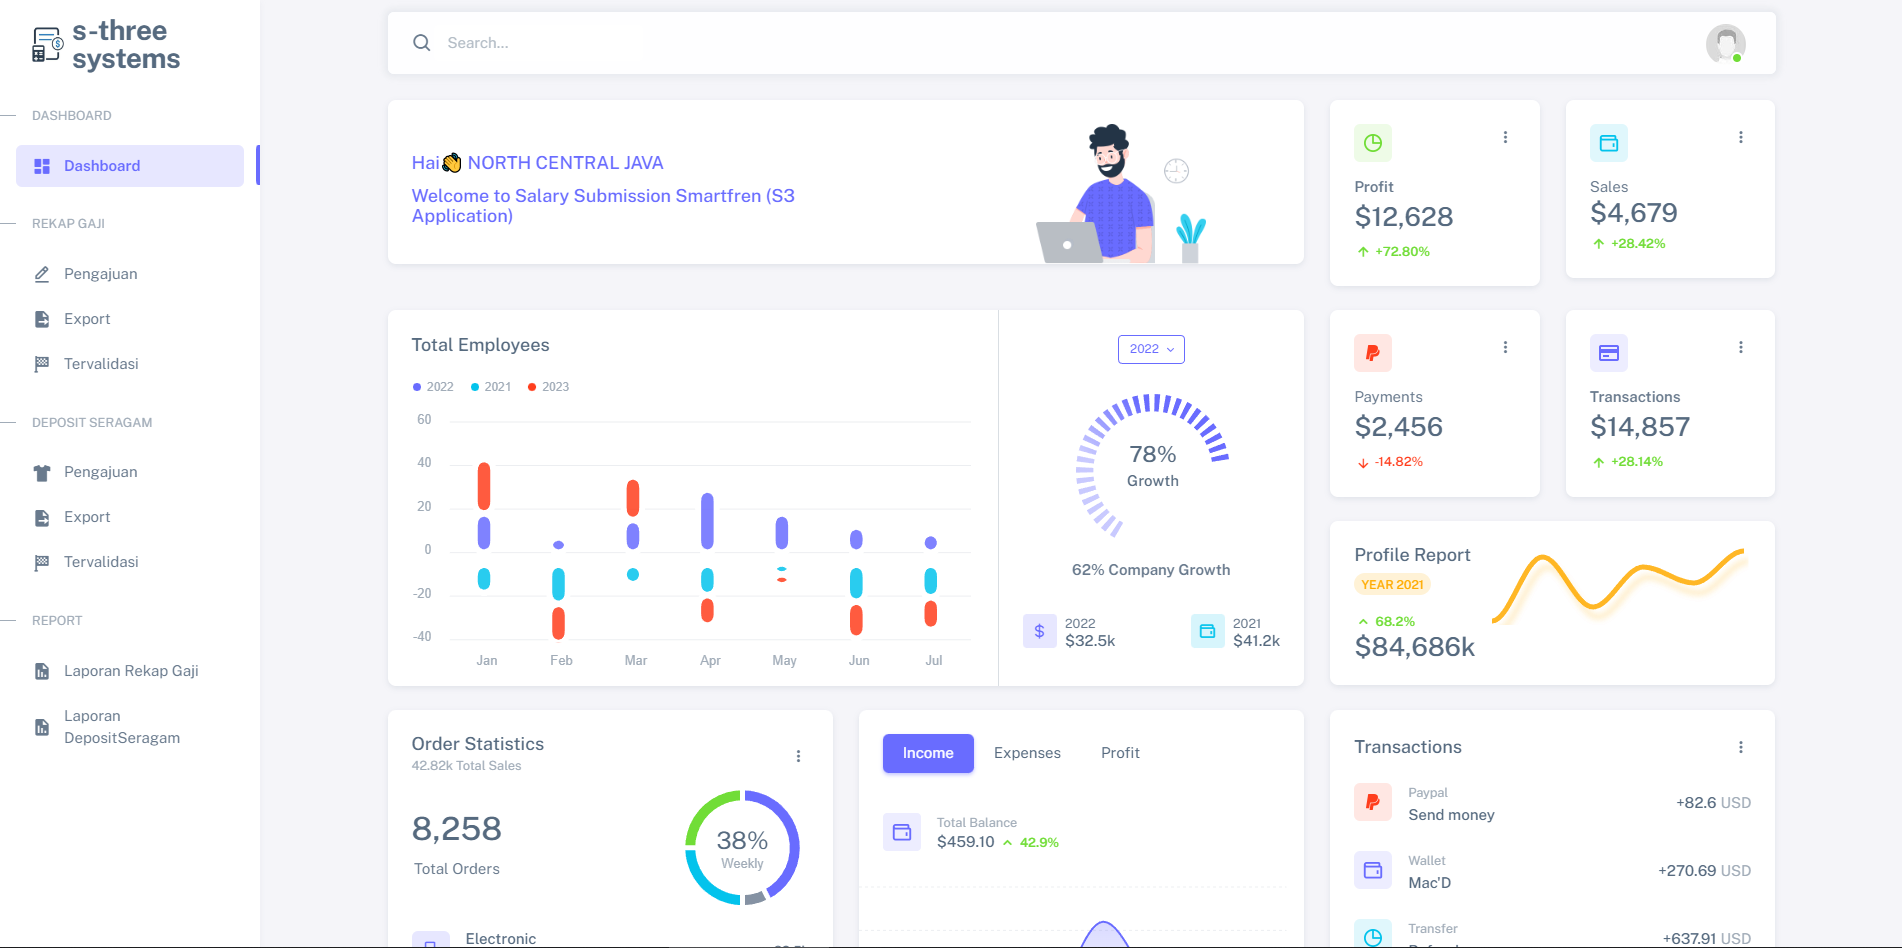 s-three
systems
DASHBOARD
Dashboard
REKAP GAJI
Pengajuan
Export
Tervalidasi
DEPOSIT SERAGAM
Pengajuan
Export
Tervalidasi
REPORT
Laporan Rekap Gaji
Laporan
DepositSeragam
Search...
Hai👋 NORTH CENTRAL JAVA
Welcome to Salary Submission Smartfren (S3
Application)
Profit
$12,628
+72.80%
Sales
$4,679
+28.42%
Total Employees
2022 2021 2023
60
40
20
0
-20
-40
Jan Feb Mar Apr May Jun Jul
2022
78%
Growth
62% Company Growth
2022
$32.5k
2021
$41.2k
Payments
$2,456
-14.82%
Transactions
$14,857
+28.14%
Profile Report
YEAR 2021
68.2%
$84,686k
Order Statistics
42.82k Total Sales
8,258
Total Orders
38%
Weekly
Electronic
Income Expenses Profit
Total Balance
$459.10 42.9%
Transactions
Paypal
Send money
+82.6 USD
Wallet
Mac'D
+270.69 USD
Transfer
+637.91 USD